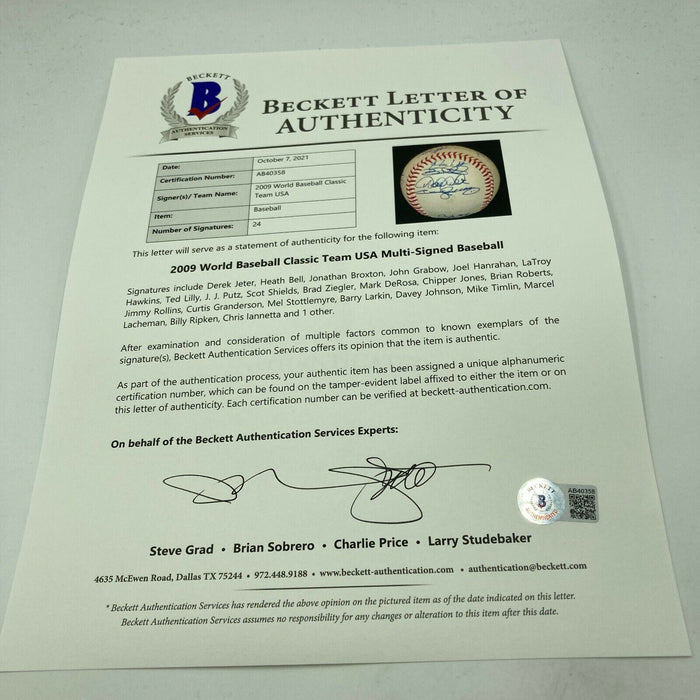 BECKETT
B
AUTHENTICATION
SERVICES
BECKETT LETTER OF
AUTHENTICITY
Date: October 7, 2021
Certification Number: AB40358
Signer(s)/ Team Name: 2009 World Baseball Classic
Team USA
Item: Baseball
Number of Signatures: 24
This letter will serve as a statement of authenticity for the following item:
2009 World Baseball Classic Team USA Multi-Signed Baseball
Signatures include Derek Jeter, Heath Bell, Jonathan Broxton, John Grabow, Joel Hanrahan, LaTroy
Hawkins, Ted Lilly, J. J. Putz, Scot Shields, Brad Ziegler, Mark DeRosa, Chipper Jones, Brian Roberts,
Jimmy Rollins, Curtis Granderson, Mel Stottlemyre, Barry Larkin, Davey Johnson, Mike Timlin, Marcel
Lacheman, Billy Ripken, Chris Iannetta and 1 other.
After examination and consideration of multiple factors common to known exemplars of the
signature(s), Beckett Authentication Services offers its opinion that the item is authentic.
As part of the authentication process, your authentic item has been assigned a unique alphanumeric
certification number, which can be found on the tamper-evident label affixed to either the item or on
this letter of authenticity. Each certification number can be verified at beckett-authentication.com.
On behalf of the Beckett Authentication Services Experts:
BECKETT
B
AUTHENTICATED
AB40358
Steve Grad • Brian Sobrero • Charlie Price • Larry Studebaker
4635 McEwen Road, Dallas TX 75244 • 972.448.9188 • www.beckett-authentication.com • authentication@beckett.com
* Beckett Authentication Services has rendered the above opinion on the pictured item as of the date indicated on this letter.
Beckett Authentication Services assumes no responsibility for any changes or alteration to this item after this date.